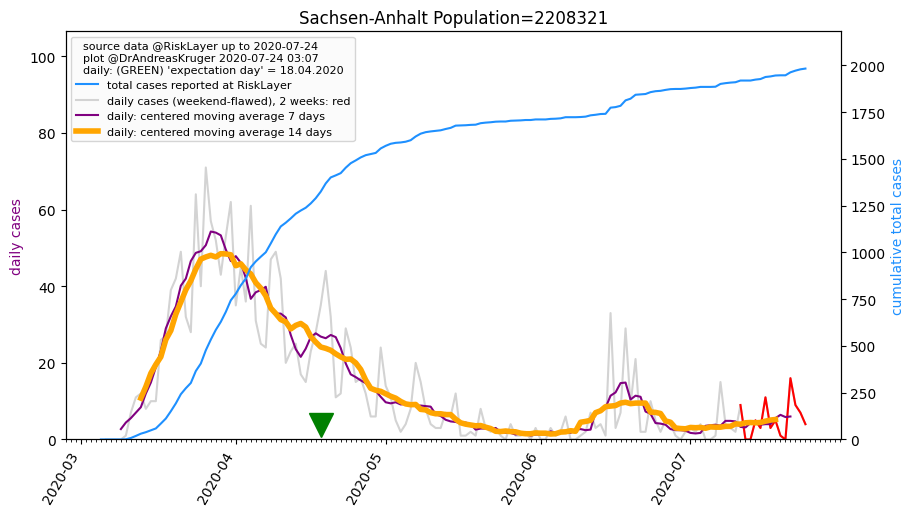 Sachsen-Anhalt Population=2208321
source data @RiskLayer up to 2020-07-24
plot @DrAndreasKruger 2020-07-24 03:07
daily: (GREEN) 'expectation day' = 18.04.2020
total cases reported at RiskLayer
daily cases (weekend-flawed), 2 weeks: red
daily: centered moving average 7 days
daily: centered moving average 14 days
daily cases
100
80
60
40
20
0
cumulative total cases
2000
1750
1500
1250
1000
750
500
250
0
2020-03
2020-04
2020-05
2020-06
2020-07